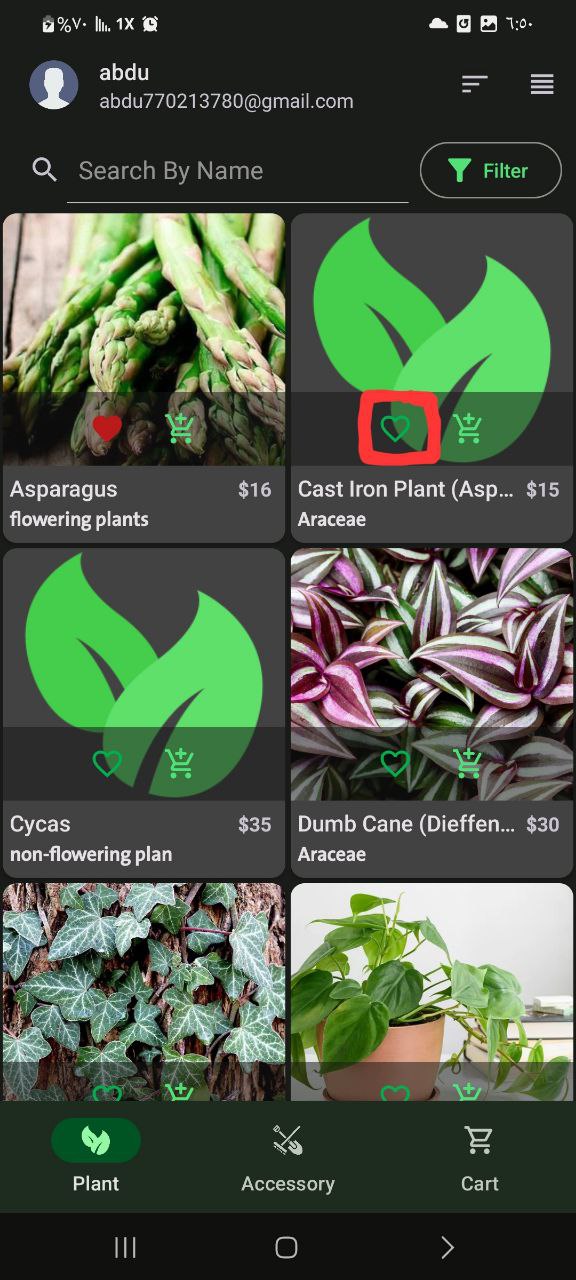 %٧٠ 1X ٦:٥٠
abdu
abdu770213780@gmail.com
Search By Name
Filter
Asparagus $16
flowering plants
Cast Iron Plant (Asp... $15
Araceae
Cycas $35
non-flowering plan
Dumb Cane (Dieffen... $30
Araceae
Plant Accessory Cart